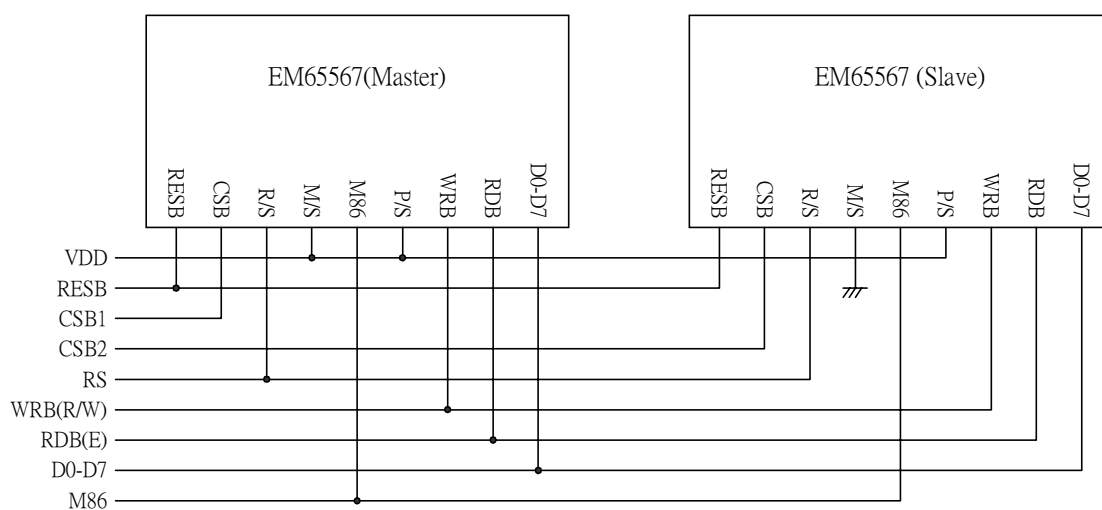 EM65567(Master)
EM65567 (Slave)
RESB
CSB
R/S
M/S
M86
P/S
WRB
RDB
D0-D7
RESB
CSB
R/S
M/S
M86
P/S
WRB
RDB
D0-D7
VDD
RESB
CSB1
CSB2
RS
WRB(R/W)
RDB(E)
D0-D7
M86